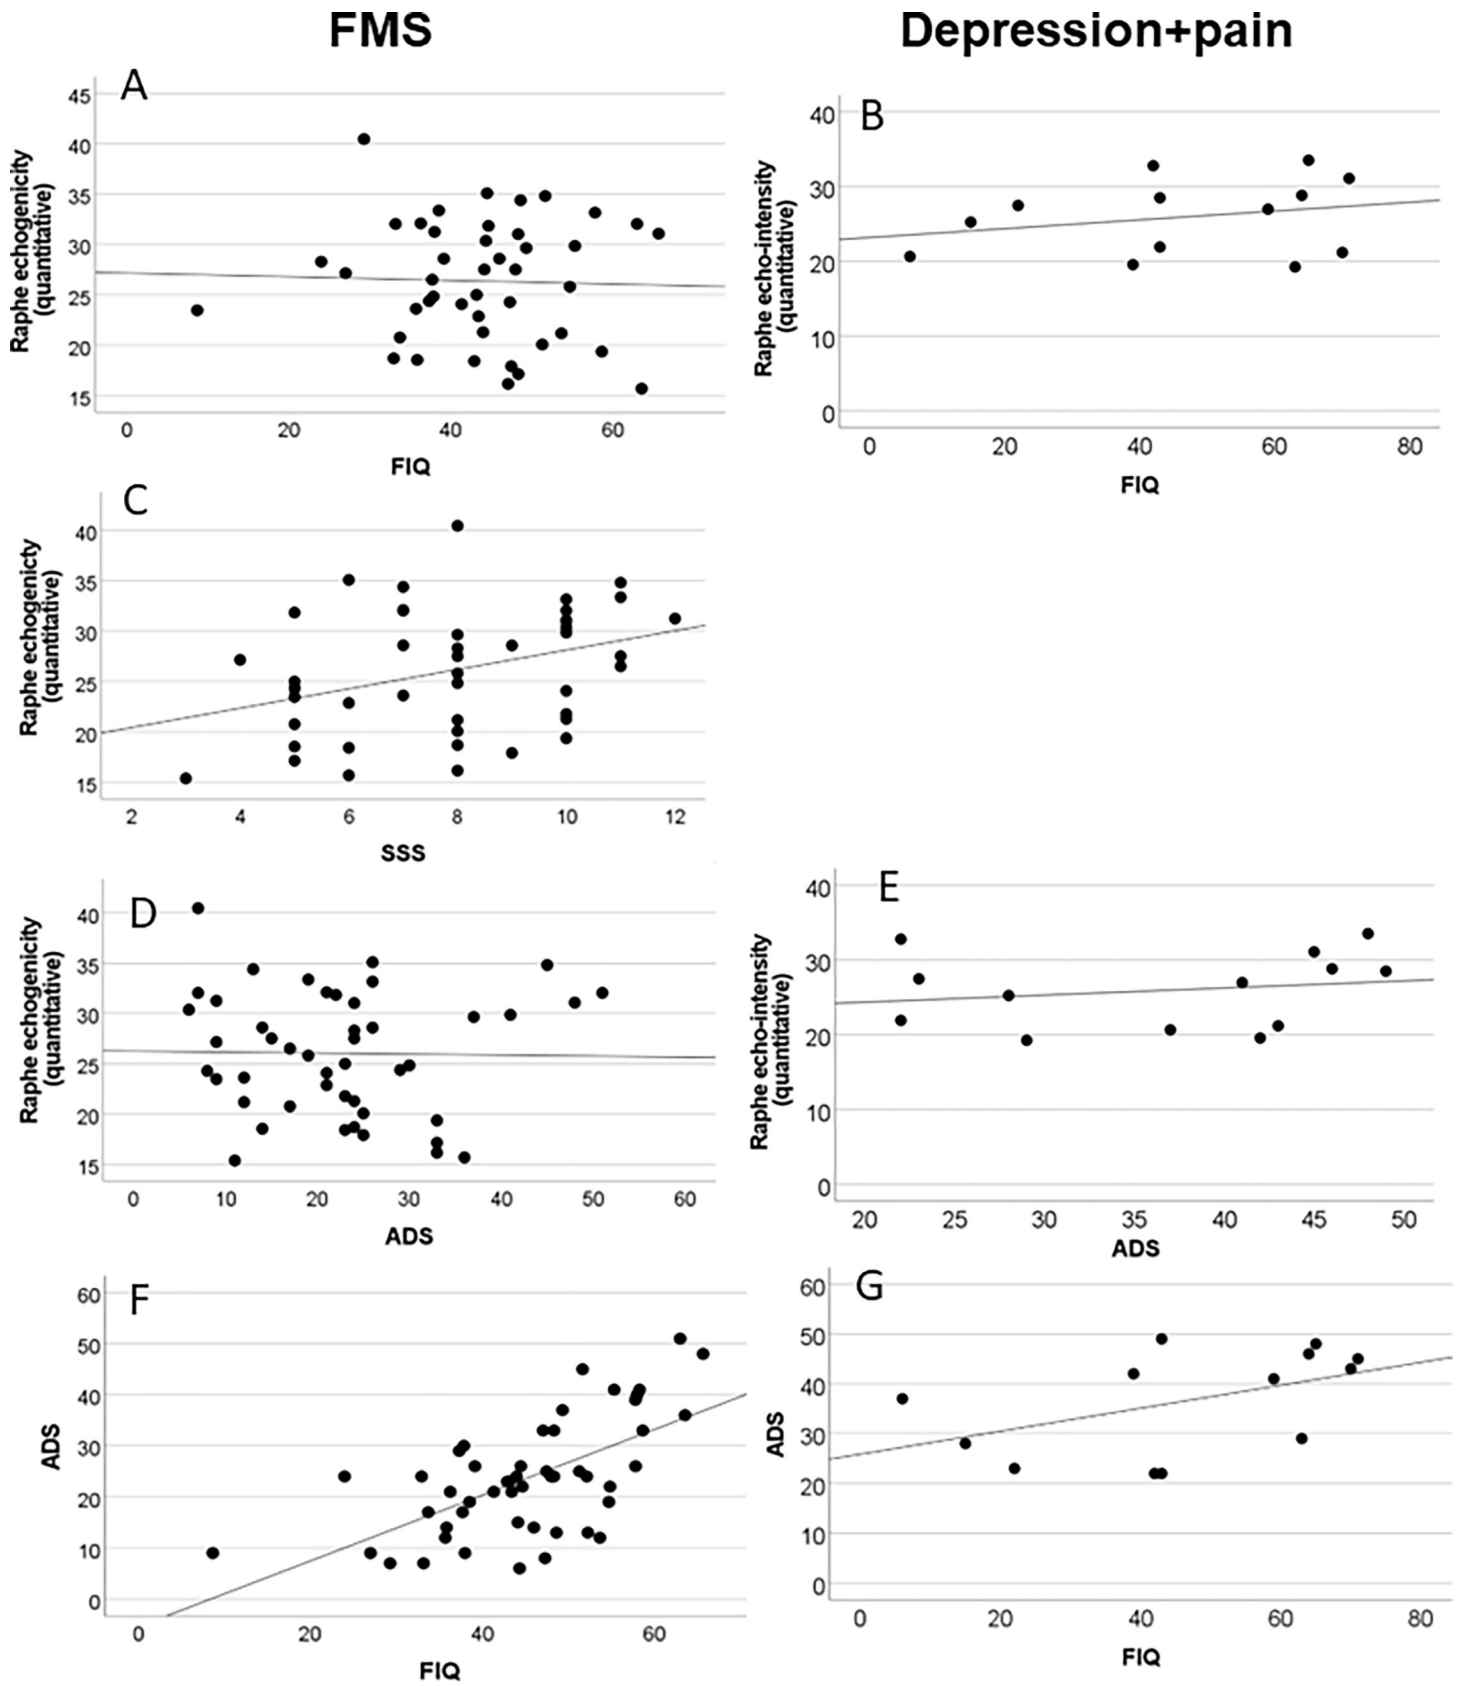 FMS
Depression+pain
A
Raphe echogenicity
(quantitative)
45
40
35
30
25
20
15
0 20 40 60
FIQ
B
Raphe echo-intensity
(quantitative)
40
30
20
10
0
0 20 40 60 80
FIQ
C
Raphe echogenicty
(quantitative)
40
35
30
25
20
15
2 4 6 8 10 12
SSS
D
Raphe echogenicity
(quantitative)
40
35
30
25
20
15
0 10 20 30 40 50 60
ADS
E
Raphe echo-intensity
(quantitative)
40
30
20
10
0
20 25 30 35 40 45 50
ADS
F
ADS
60
50
40
30
20
10
0
0 20 40 60
FIQ
G
ADS
60
50
40
30
20
10
0
0 20 40 60 80
FIQ